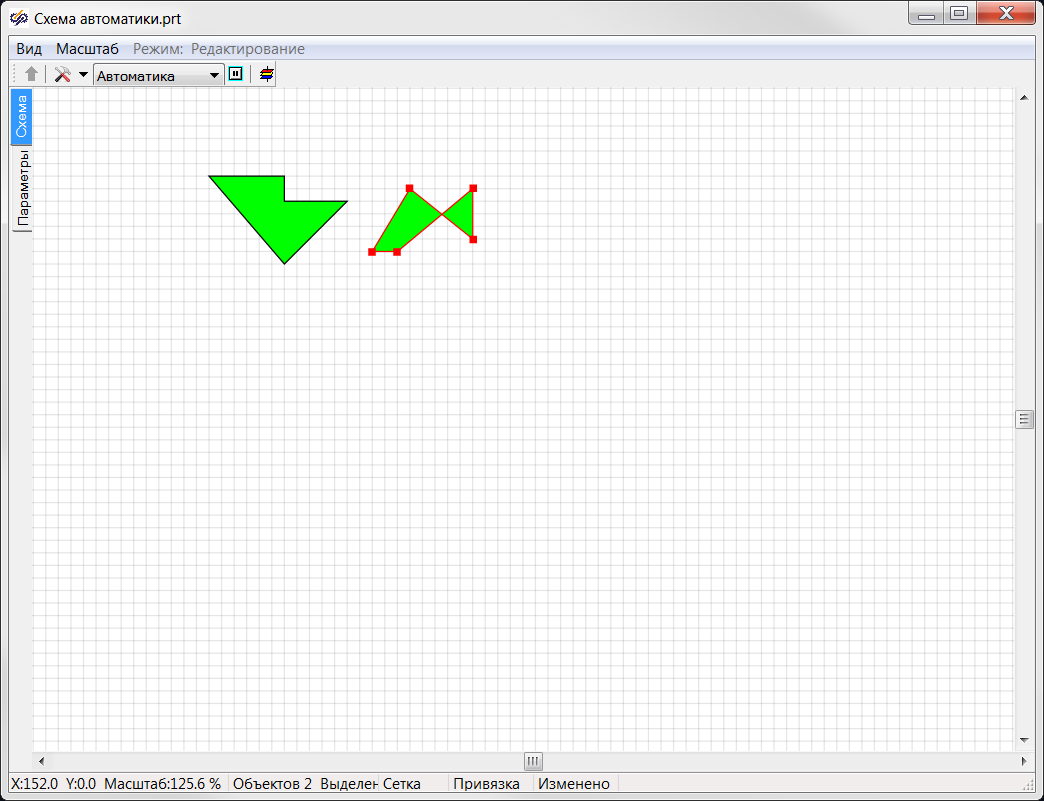 Схема автоматики.prt
Вид Масштаб Режим: Редактирование
Автоматика
Схема
Параметры
X:152.0 Y:0.0 Масштаб:125.6 % Объектов 2 Выделен Сетка Привязка Изменено